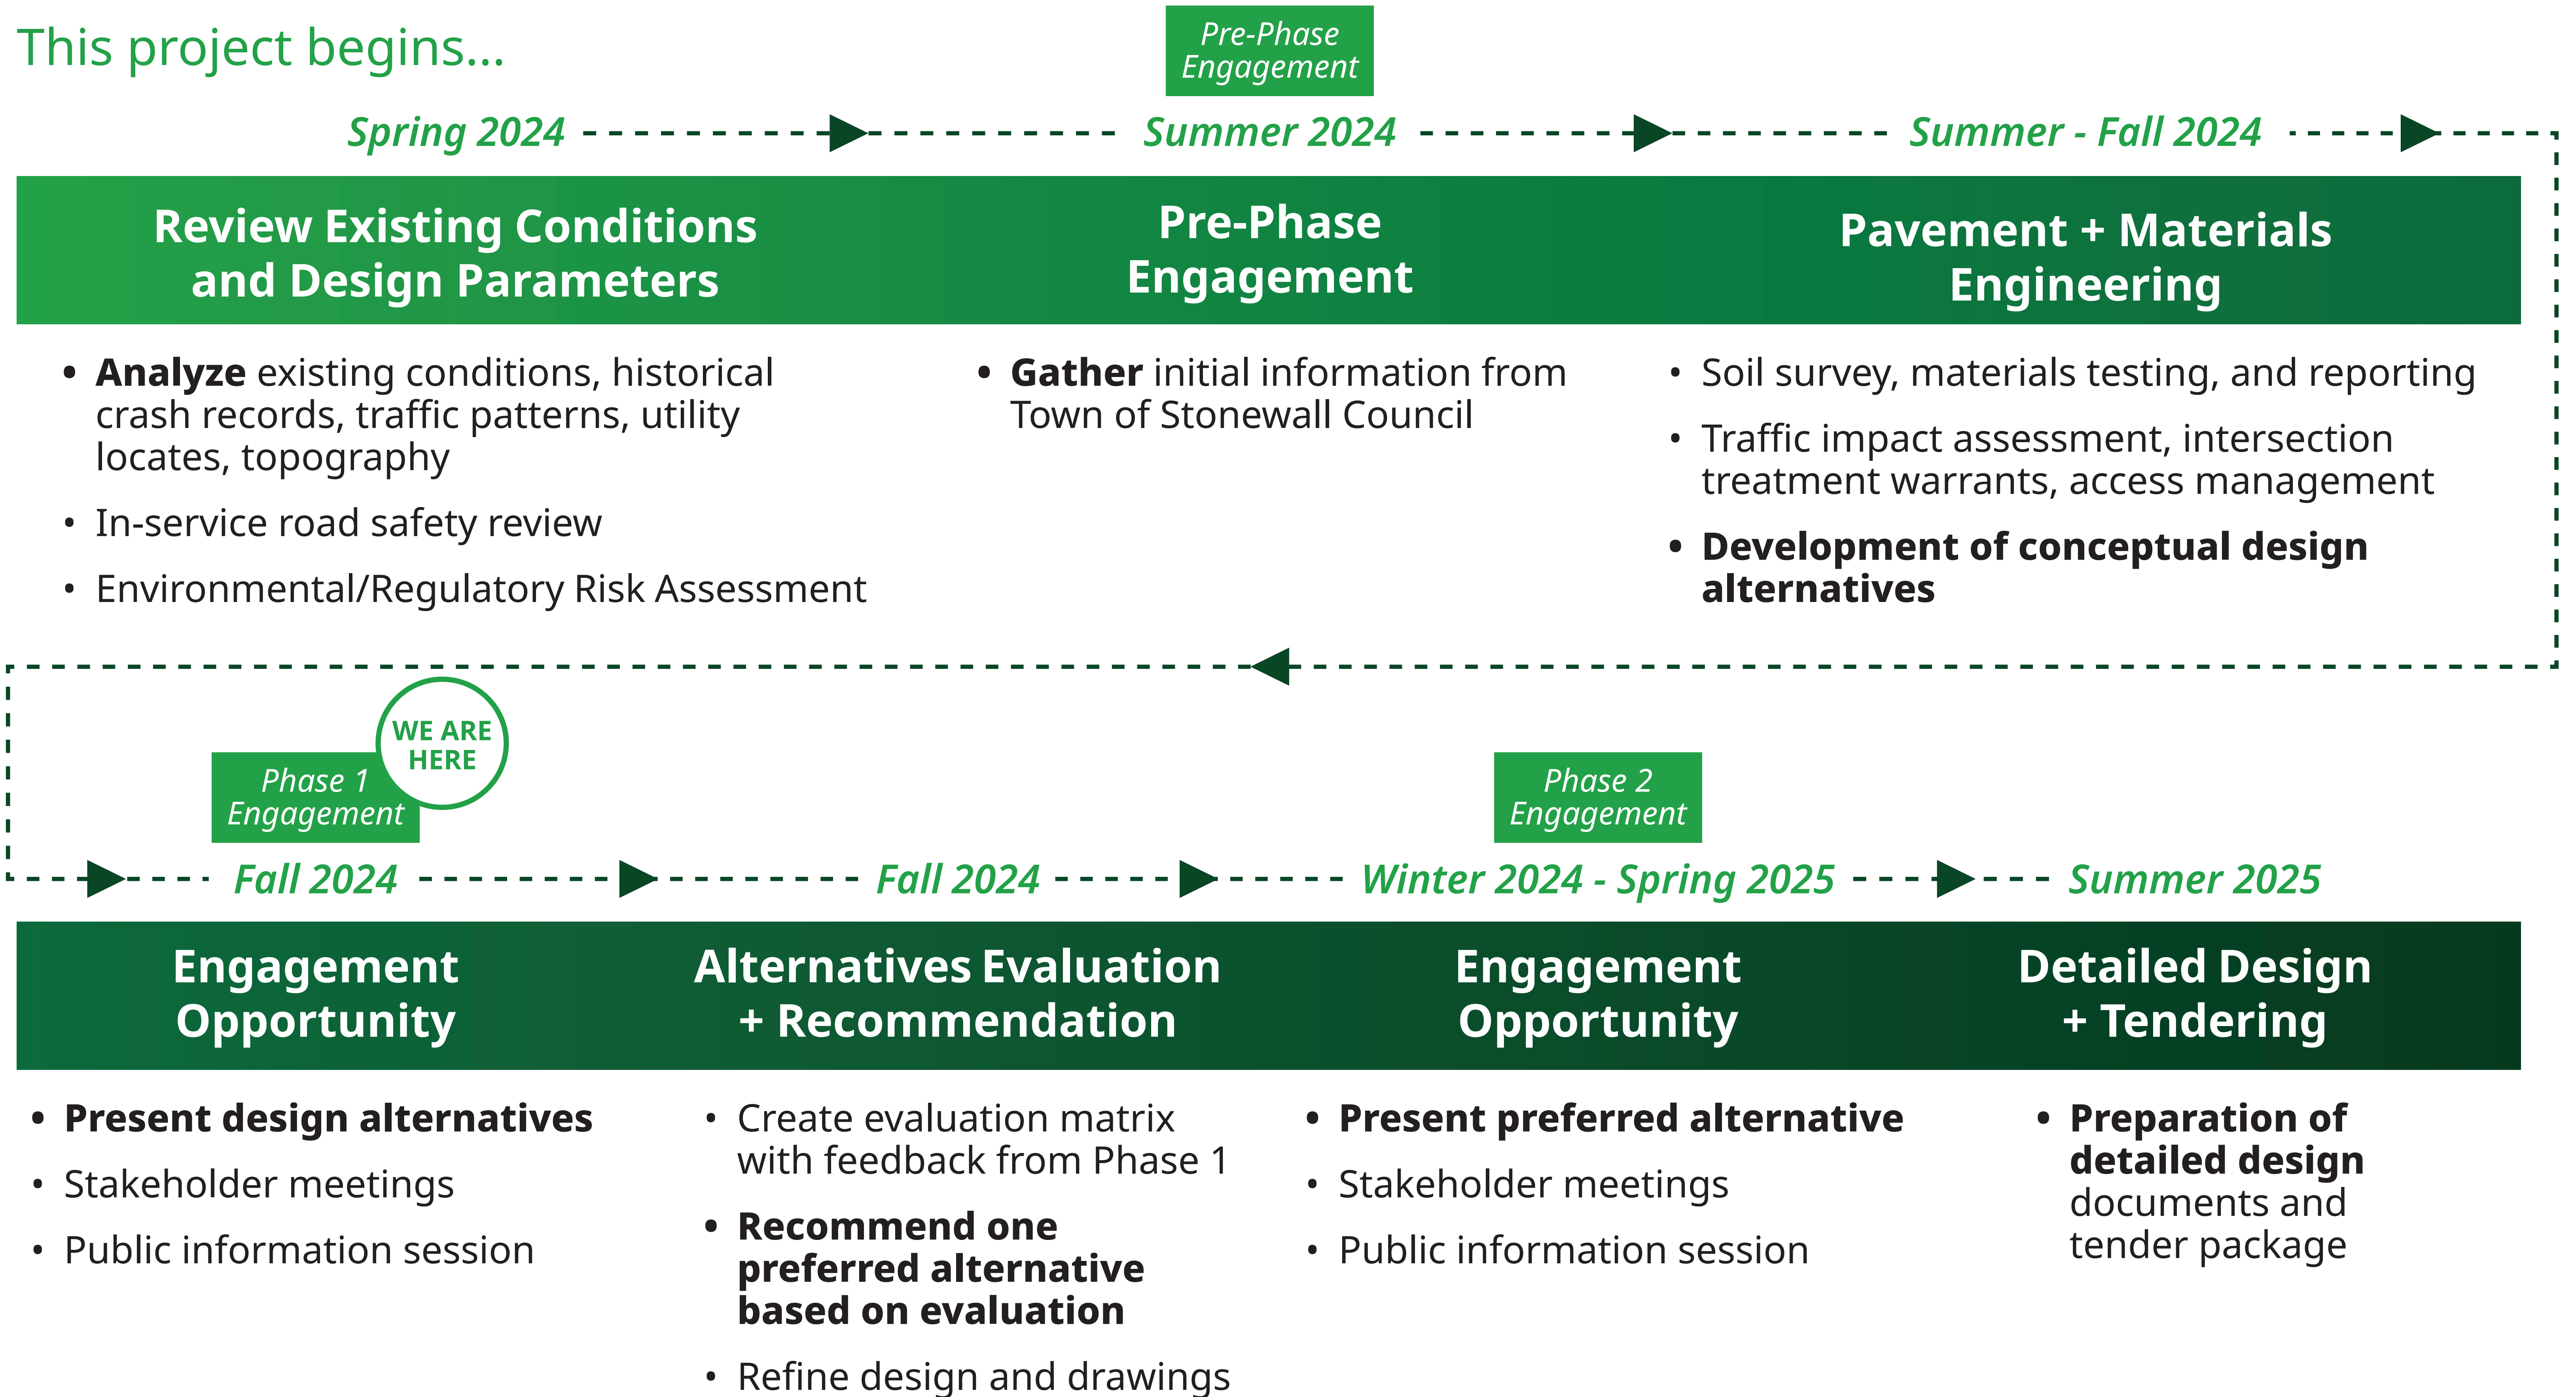 This project begins...
Pre-Phase
Engagement
Spring 2024
Summer 2024
Summer - Fall 2024
Review Existing Conditions
and Design Parameters
Pre-Phase
Engagement
Pavement + Materials
Engineering
• Analyze existing conditions, historical
crash records, traffic patterns, utility
locates, topography
• In-service road safety review
• Environmental/Regulatory Risk Assessment
• Gather initial information from
Town of Stonewall Council
• Soil survey, materials testing, and reporting
• Traffic impact assessment, intersection
treatment warrants, access management
• Development of conceptual design
alternatives
WE ARE
HERE
Phase 1
Engagement
Phase 2
Engagement
Fall 2024
Fall 2024
Winter 2024 - Spring 2025
Summer 2025
Engagement
Opportunity
Alternatives Evaluation
+ Recommendation
Engagement
Opportunity
Detailed Design
+ Tendering
• Present design alternatives
• Stakeholder meetings
• Public information session
• Create evaluation matrix
with feedback from Phase 1
• Recommend one
preferred alternative
based on evaluation
• Refine design and drawings
• Present preferred alternative
• Stakeholder meetings
• Public information session
• Preparation of
detailed design
documents and
tender package